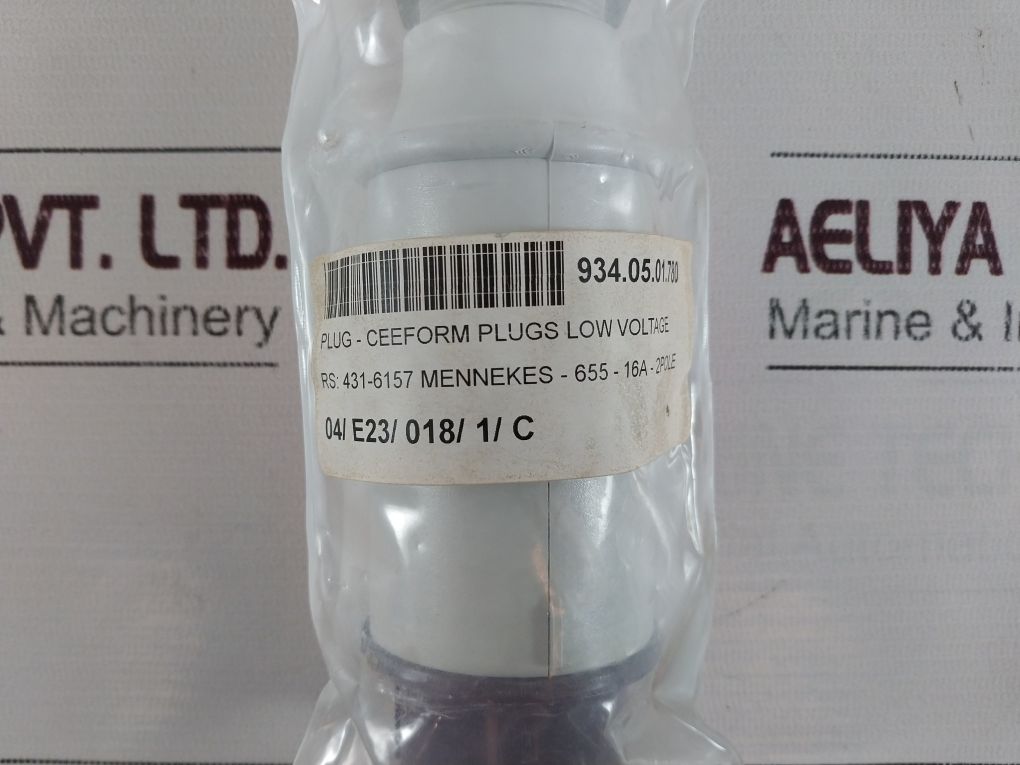 PVT. LTD.
& Machinery
AELIYA
Marine & I
934.05.01.780
PLUG - CEEFORM PLUGS LOW VOLTAGE
RS: 431-6157 MENNEKES - 655 - 16A - 2POLE
04/ E23/ 018/ 1/ C